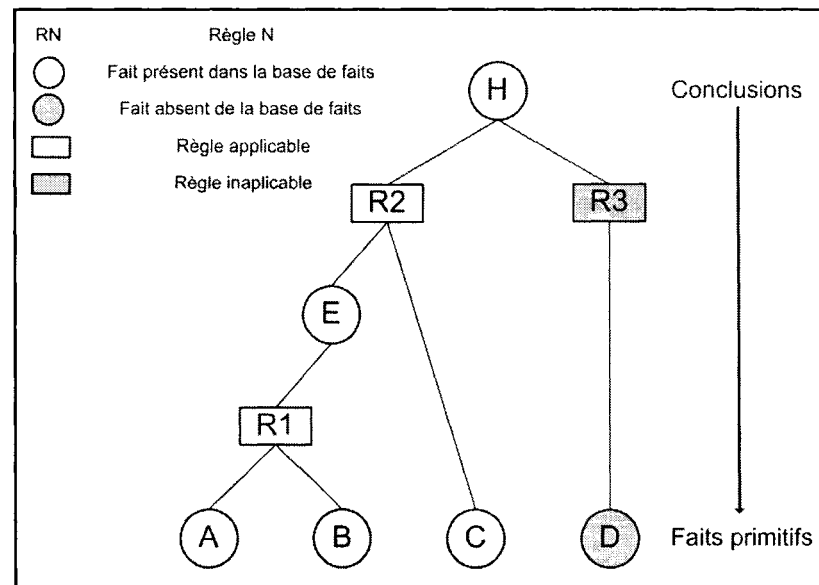 RN Règle N
Fait présent dans la base de faits
Fait absent de la base de faits
Règle applicable
Règle inaplicable
H
Conclusions
R2
R3
E
R1
A
B
C
D
Faits primitifs